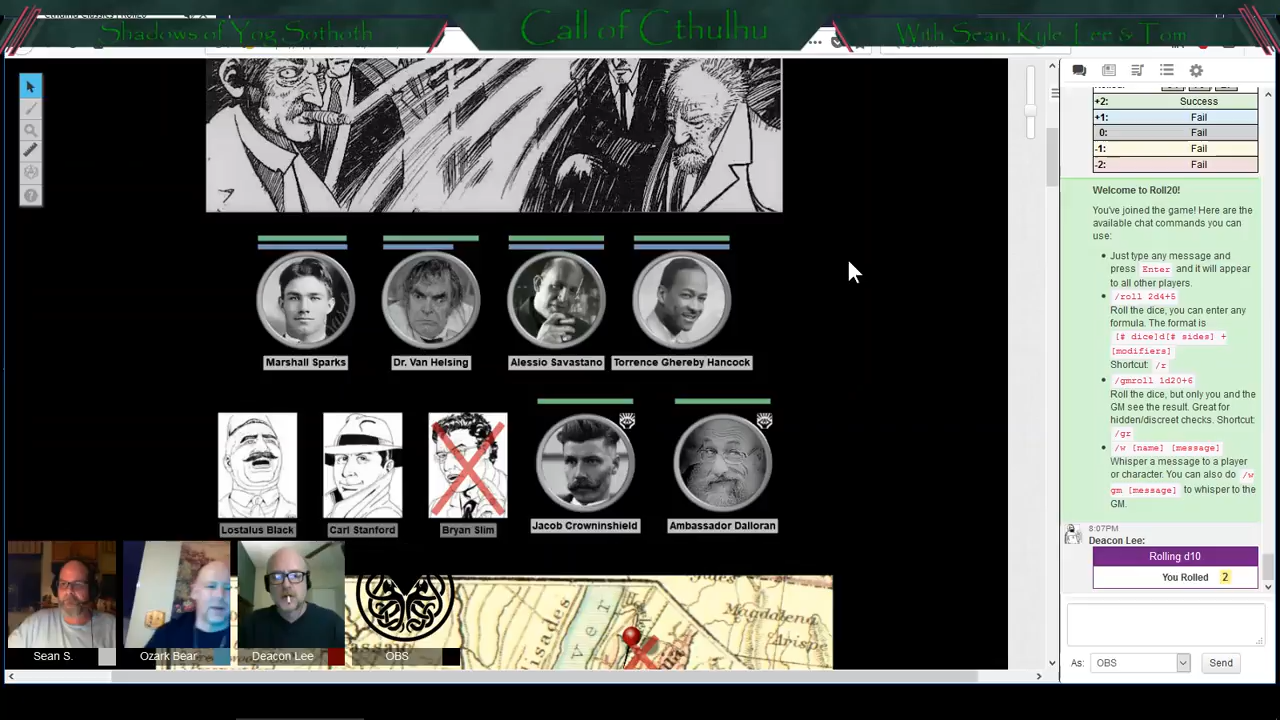 Shadows of Yog Sothoth
Call of Cthulhu
With Sean, Kyle, Lee & Tom
+2: Success
+1: Fail
0: Fail
-1: Fail
-2: Fail
Welcome to Roll20!
You've joined the game! Here are the
available chat commands you can
use:
Just type any message and
press Enter and it will appear
to all other players.
/roll 2d4+5
Roll the dice, you can enter any
formula. The format is
[# dice]d[# sides] +
[modifiers]
Shortcut: /r
/gmroll 1d20+6
Roll the dice, but only you and the
GM see the result. Great for
hidden/discreet checks. Shortcut:
/gr
/w [name] [message]
Whisper a message to a player
or character. You can also do /w
gm [message] to whisper to the
GM.
8:07PM
Deacon Lee:
Rolling d10
You Rolled 2
As: OBS Send
Marshall Sparks
Dr. Van Helsing
Alessio Savastano
Torrence Ghereby Hancock
Lostalus Black
Carl Stanford
Bryan Slim
Jacob Crowninshield
Ambassador Dalloran
Magdalena
Arispe
Sean S.
Ozark Bear
Deacon Lee
OBS